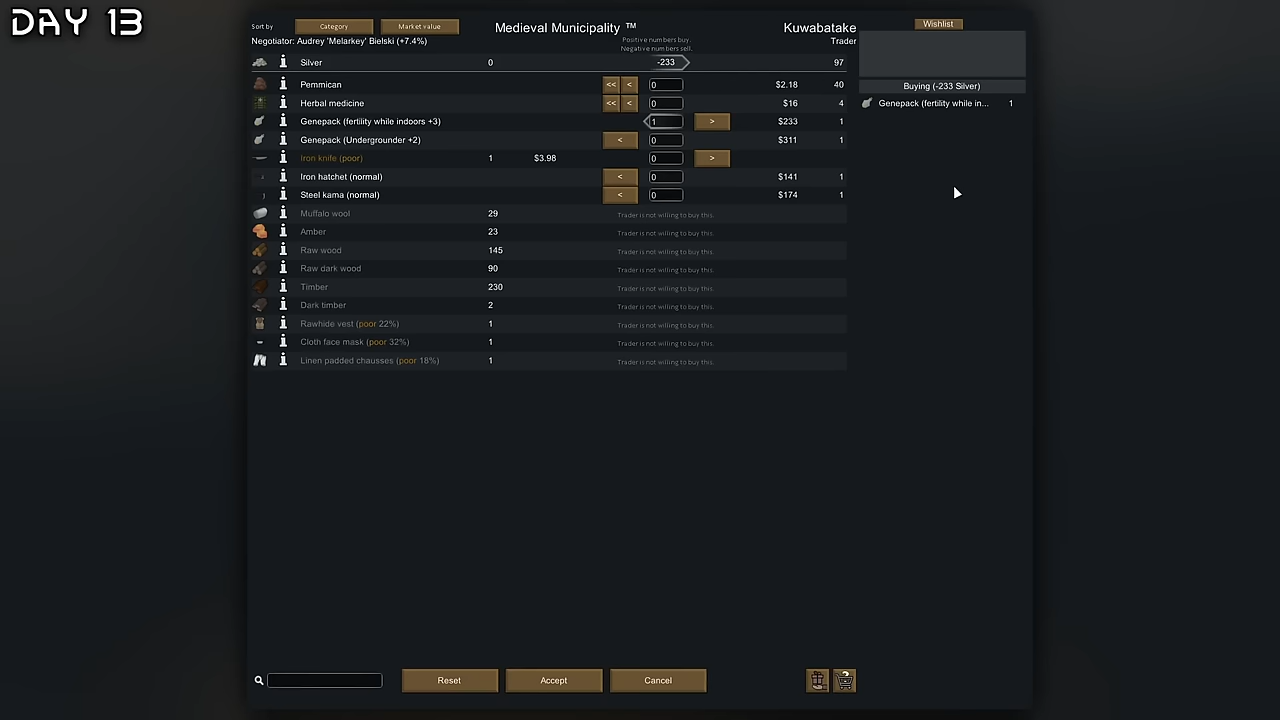 DAY 13
Sort by Category Market value Medieval Municipality ™ Kuwabatake Wishlist
Negotiator: Audrey 'Melarkey' Bielski (+7.4%) Positive numbers buy. Trader
Negative numbers sell.
Silver 0 -233 97
Pemmican << < 0 $2.18 40 Buying (-233 Silver)
Herbal medicine << < 0 $16 4 Genepack (fertility while in... 1
Genepack (fertility while indoors +3) 1 > $233 1
Genepack (Undergrounder +2) < 0 $311 1
Iron knife (poor) 1 $3.98 0 >
Iron hatchet (normal) < 0 $141 1
Steel kama (normal) < 0 $174 1
Muffalo wool 29 Trader is not willing to buy this.
Amber 23 Trader is not willing to buy this.
Raw wood 145 Trader is not willing to buy this.
Raw dark wood 90 Trader is not willing to buy this.
Timber 230 Trader is not willing to buy this.
Dark timber 2 Trader is not willing to buy this.
Rawhide vest (poor 22%) 1 Trader is not willing to buy this.
Cloth face mask (poor 32%) 1 Trader is not willing to buy this.
Linen padded chausses (poor 18%) 1 Trader is not willing to buy this.
Reset Accept Cancel